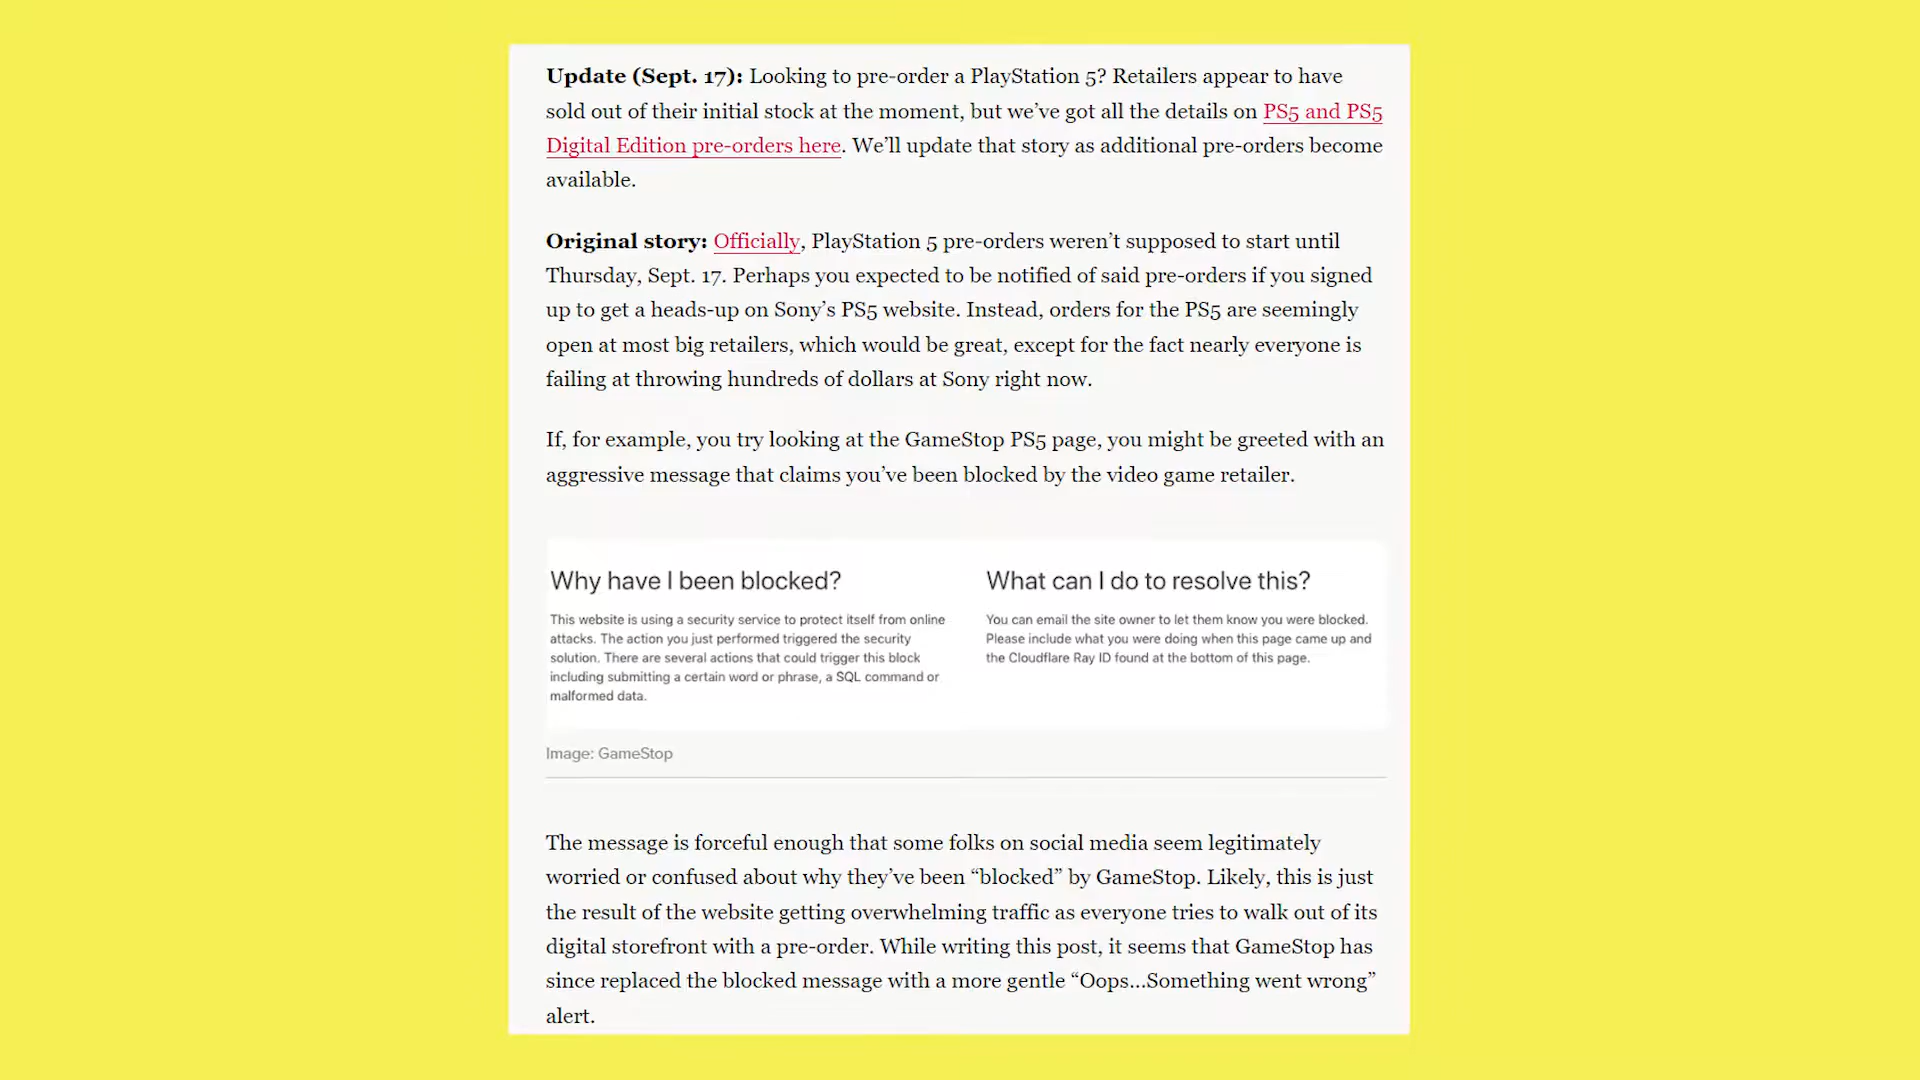 Update (Sept. 17): Looking to pre-order a PlayStation 5? Retailers appear to have
sold out of their initial stock at the moment, but we’ve got all the details on PS5 and PS5
Digital Edition pre-orders here. We’ll update that story as additional pre-orders become
available.
Original story: Officially, PlayStation 5 pre-orders weren’t supposed to start until
Thursday, Sept. 17. Perhaps you expected to be notified of said pre-orders if you signed
up to get a heads-up on Sony’s PS5 website. Instead, orders for the PS5 are seemingly
open at most big retailers, which would be great, except for the fact nearly everyone is
failing at throwing hundreds of dollars at Sony right now.
If, for example, you try looking at the GameStop PS5 page, you might be greeted with an
aggressive message that claims you’ve been blocked by the video game retailer.
Why have I been blocked?
This website is using a security service to protect itself from online
attacks. The action you just performed triggered the security
solution. There are several actions that could trigger this block
including submitting a certain word or phrase, a SQL command or
malformed data.
What can I do to resolve this?
You can email the site owner to let them know you were blocked.
Please include what you were doing when this page came up and
the Cloudflare Ray ID found at the bottom of this page.
Image: GameStop
The message is forceful enough that some folks on social media seem legitimately
worried or confused about why they’ve been “blocked” by GameStop. Likely, this is just
the result of the website getting overwhelming traffic as everyone tries to walk out of its
digital storefront with a pre-order. While writing this post, it seems that GameStop has
since replaced the blocked message with a more gentle “Oops...Something went wrong”
alert.